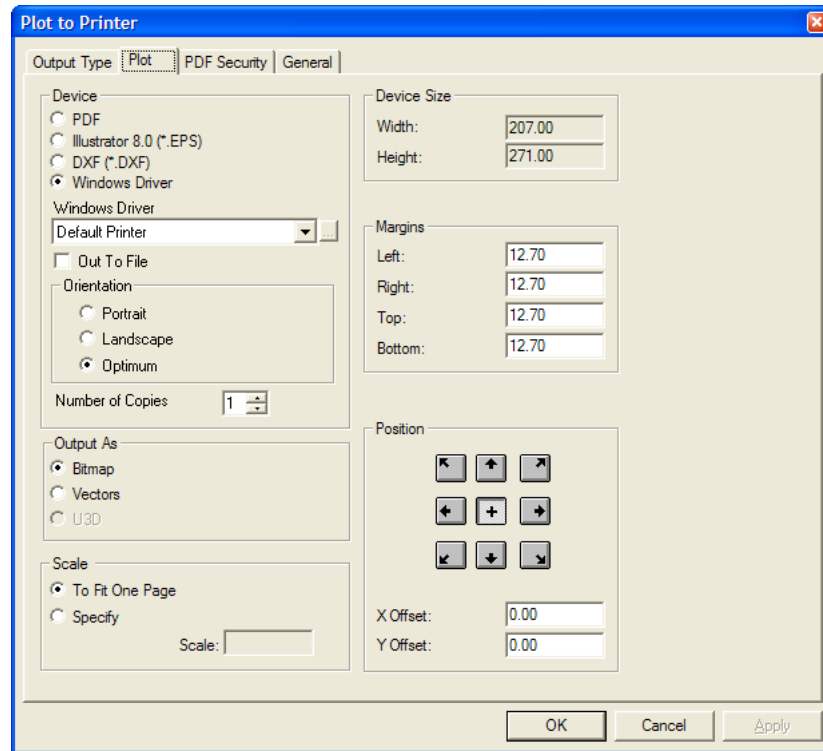 Plot to Printer
Output Type
Plot
PDF Security
General
Device
PDF
Illustrator 8.0 (*.EPS)
DXF (*.DXF)
Windows Driver
Windows Driver
Default Printer
...
Out To File
Orientation
Portrait
Landscape
Optimum
Number of Copies 1
Output As
Bitmap
Vectors
U3D
Scale
To Fit One Page
Specify
Scale:
Device Size
Width: 207.00
Height: 271.00
Margins
Left: 12.70
Right: 12.70
Top: 12.70
Bottom: 12.70
Position
X Offset: 0.00
Y Offset: 0.00
OK
Cancel
Apply